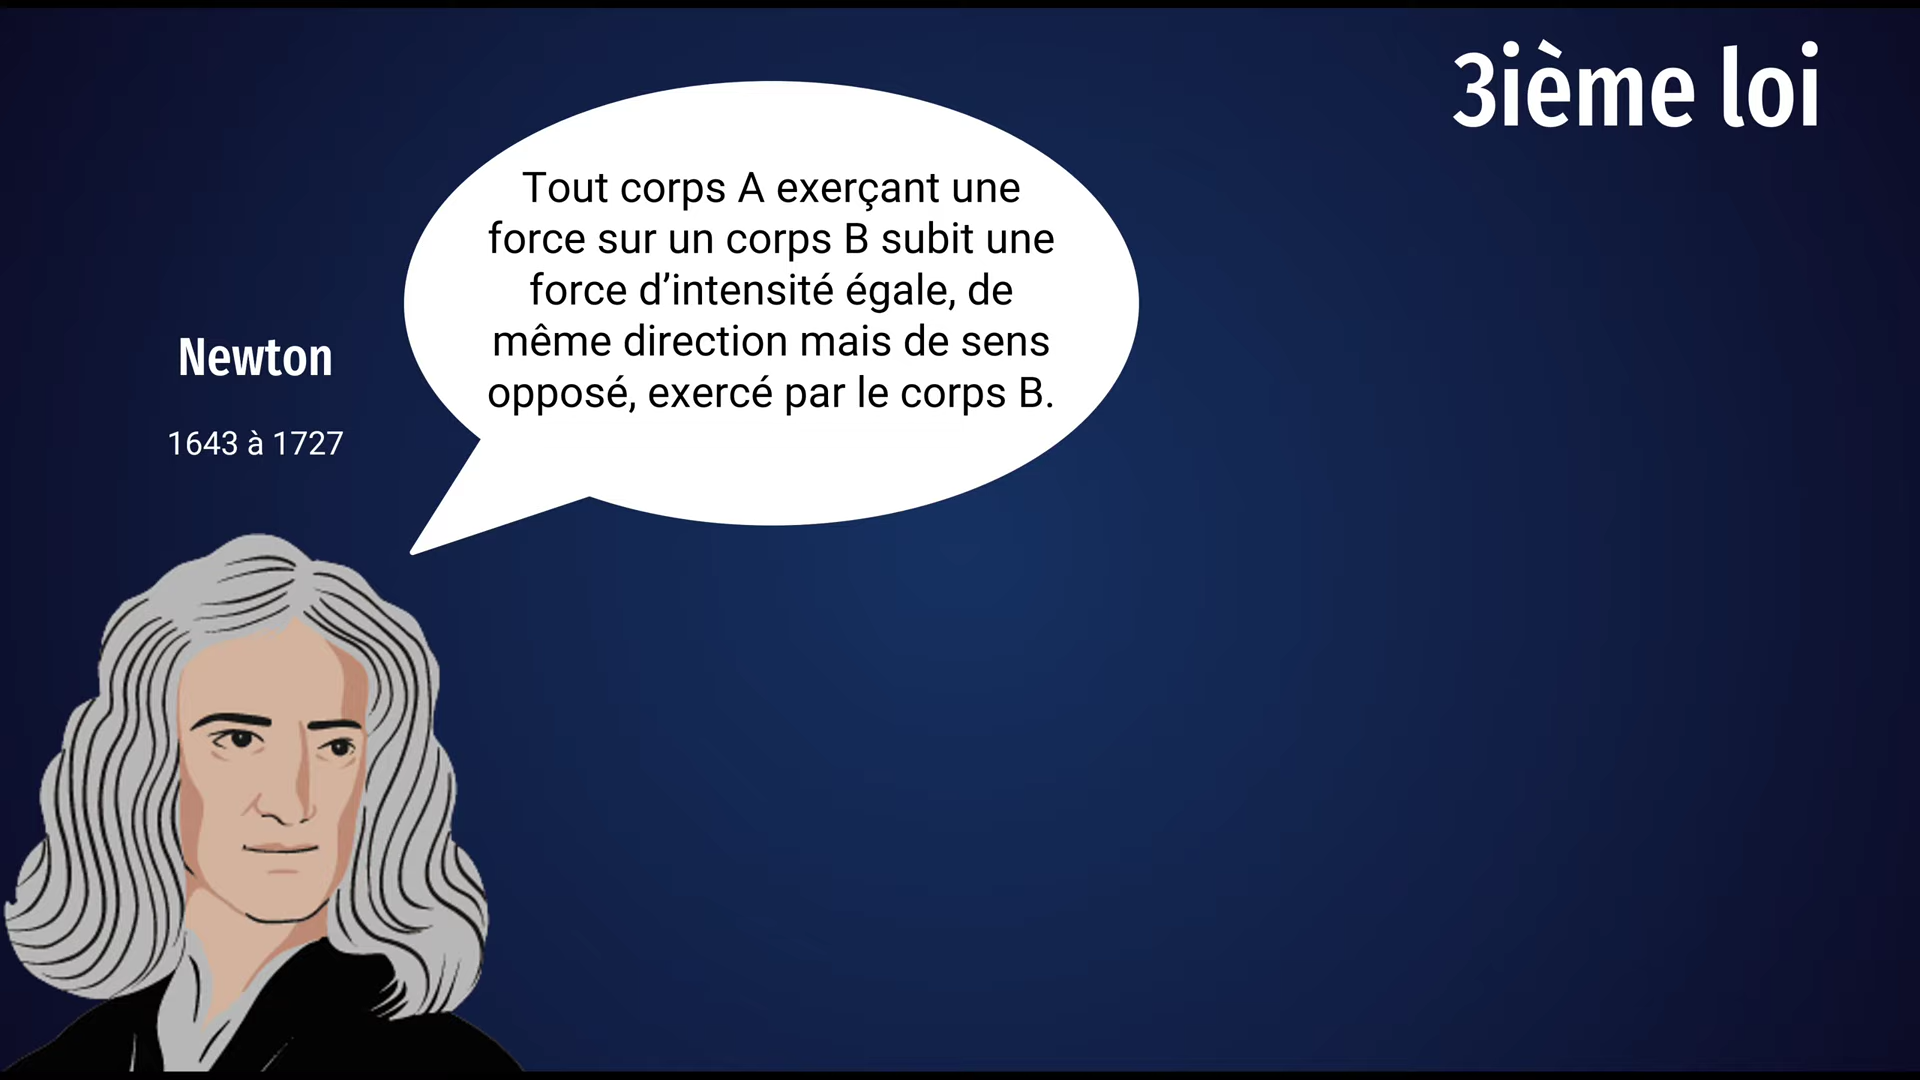 3ième loi
Tout corps A exerçant une
force sur un corps B subit une
force d’intensité égale, de
même direction mais de sens
opposé, exercé par le corps B.
Newton
1643 à 1727